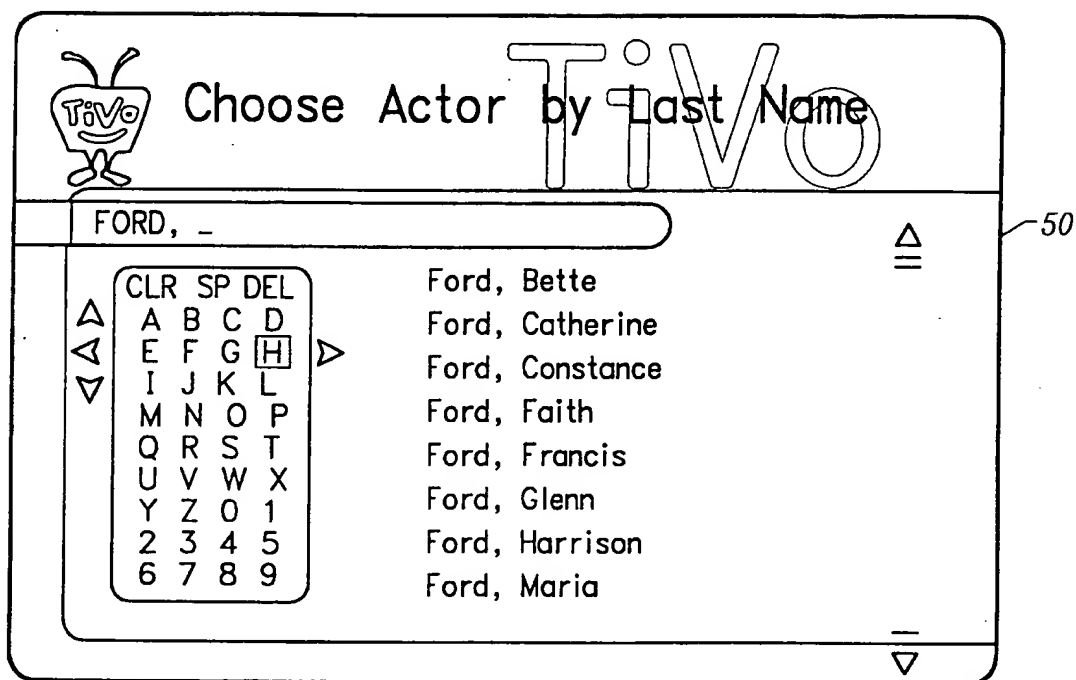 TiVo
TiVo
Choose Actor by Last Name
FORD, _
50
CLR SP DEL
A B C D
E F G H
I J K L
M N O P
Q R S T
U V W X
Y Z 0 1
2 3 4 5
6 7 8 9
Ford, Bette
Ford, Catherine
Ford, Constance
Ford, Faith
Ford, Francis
Ford, Glenn
Ford, Harrison
Ford, Maria